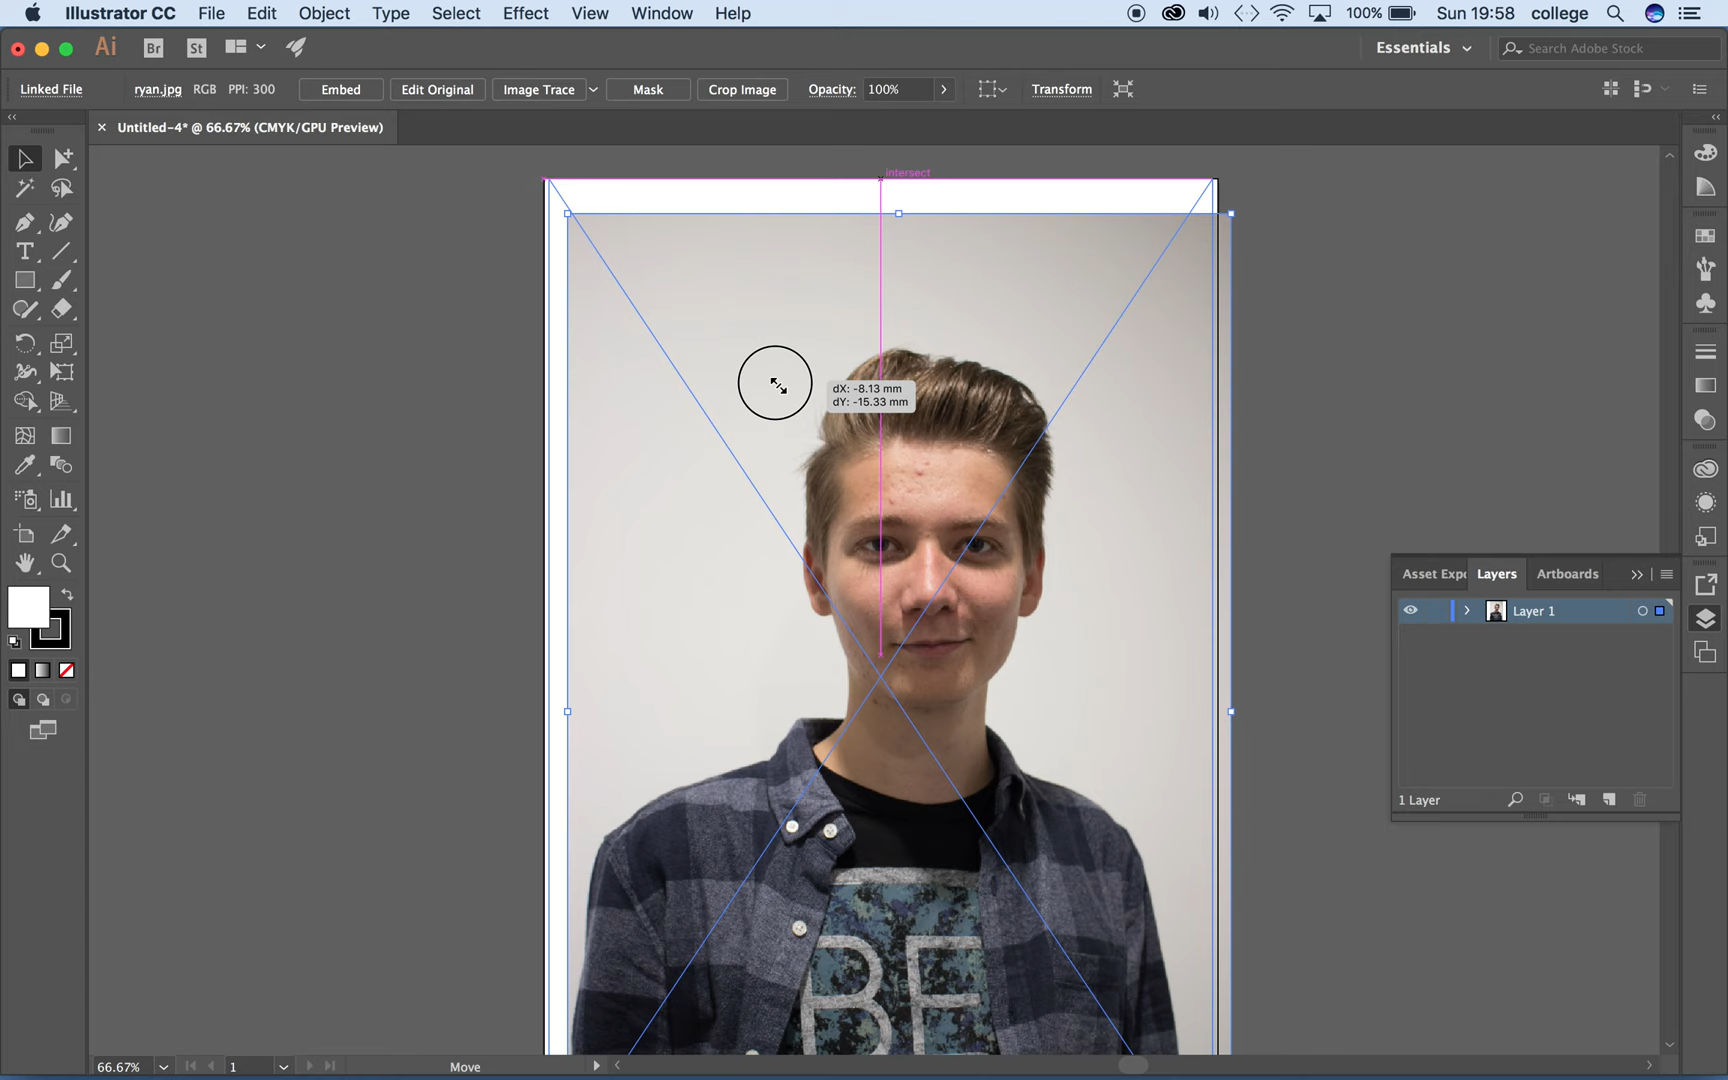 Illustrator CC File Edit Object Type Select Effect View Window Help 100% Sun 19:58 college
Ai Br St Essentials Search Adobe Stock
Linked File ryan.jpg RGB PPI: 300 Embed Edit Original Image Trace Mask Crop Image Opacity: 100% Transform
Untitled-4* @ 66.67% (CMYK/GPU Preview)
intersect
dX: -8.13 mm
dY: -15.33 mm
Asset Expo Layers Artboards
Layer 1
1 Layer
BE
66.67% 1 Move